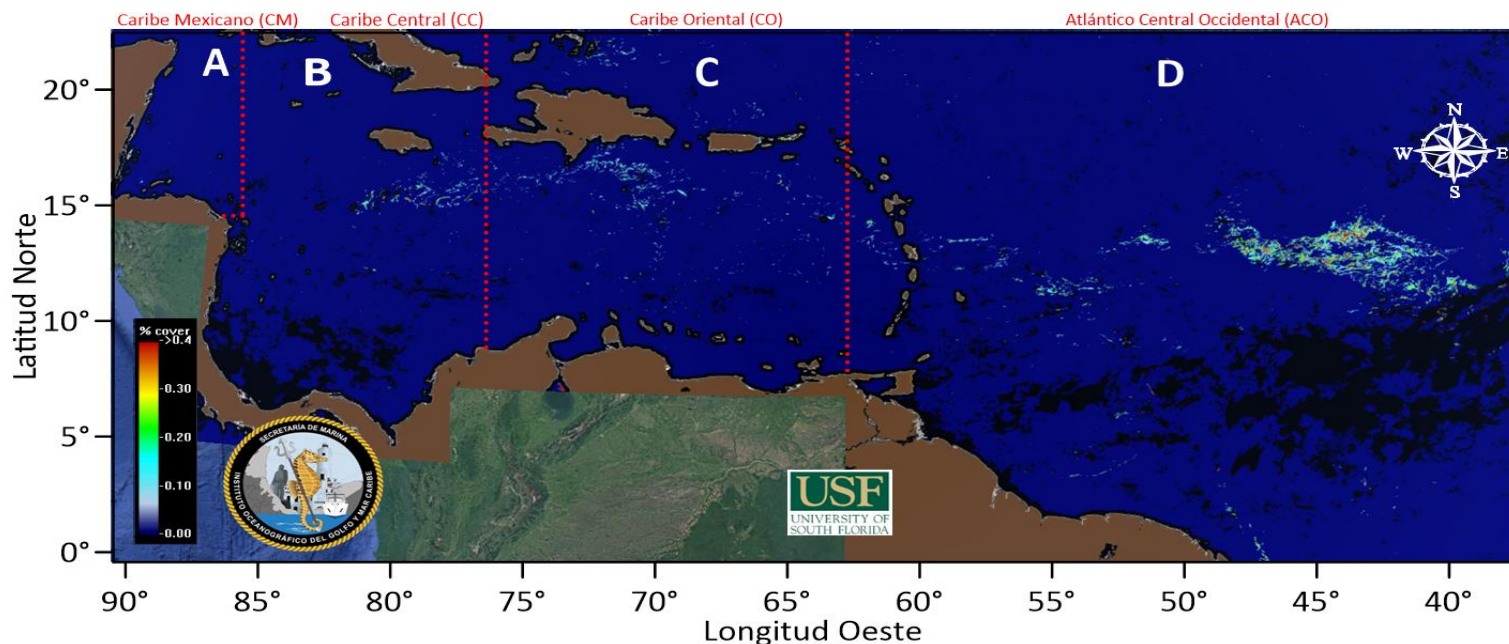 Caribe Mexicano (CM) Caribe Central (CC) Caribe Oriental (CO) Atlántico Central Occidental (ACO)
A B C D
N
W E
S
20°
15°
10°
5°
0°
Latitud Norte
% cover
->0.4
-0.30
-0.20
-0.10
-0.00
SECRETARÍA DE MARINA
INSTITUTO OCEANOGRÁFICO DEL GOLFO Y MAR CARIBE
USF
UNIVERSITY OF
SOUTH FLORIDA
90° 85° 80° 75° 70° 65° 60° 55° 50° 45° 40°
Longitud Oeste